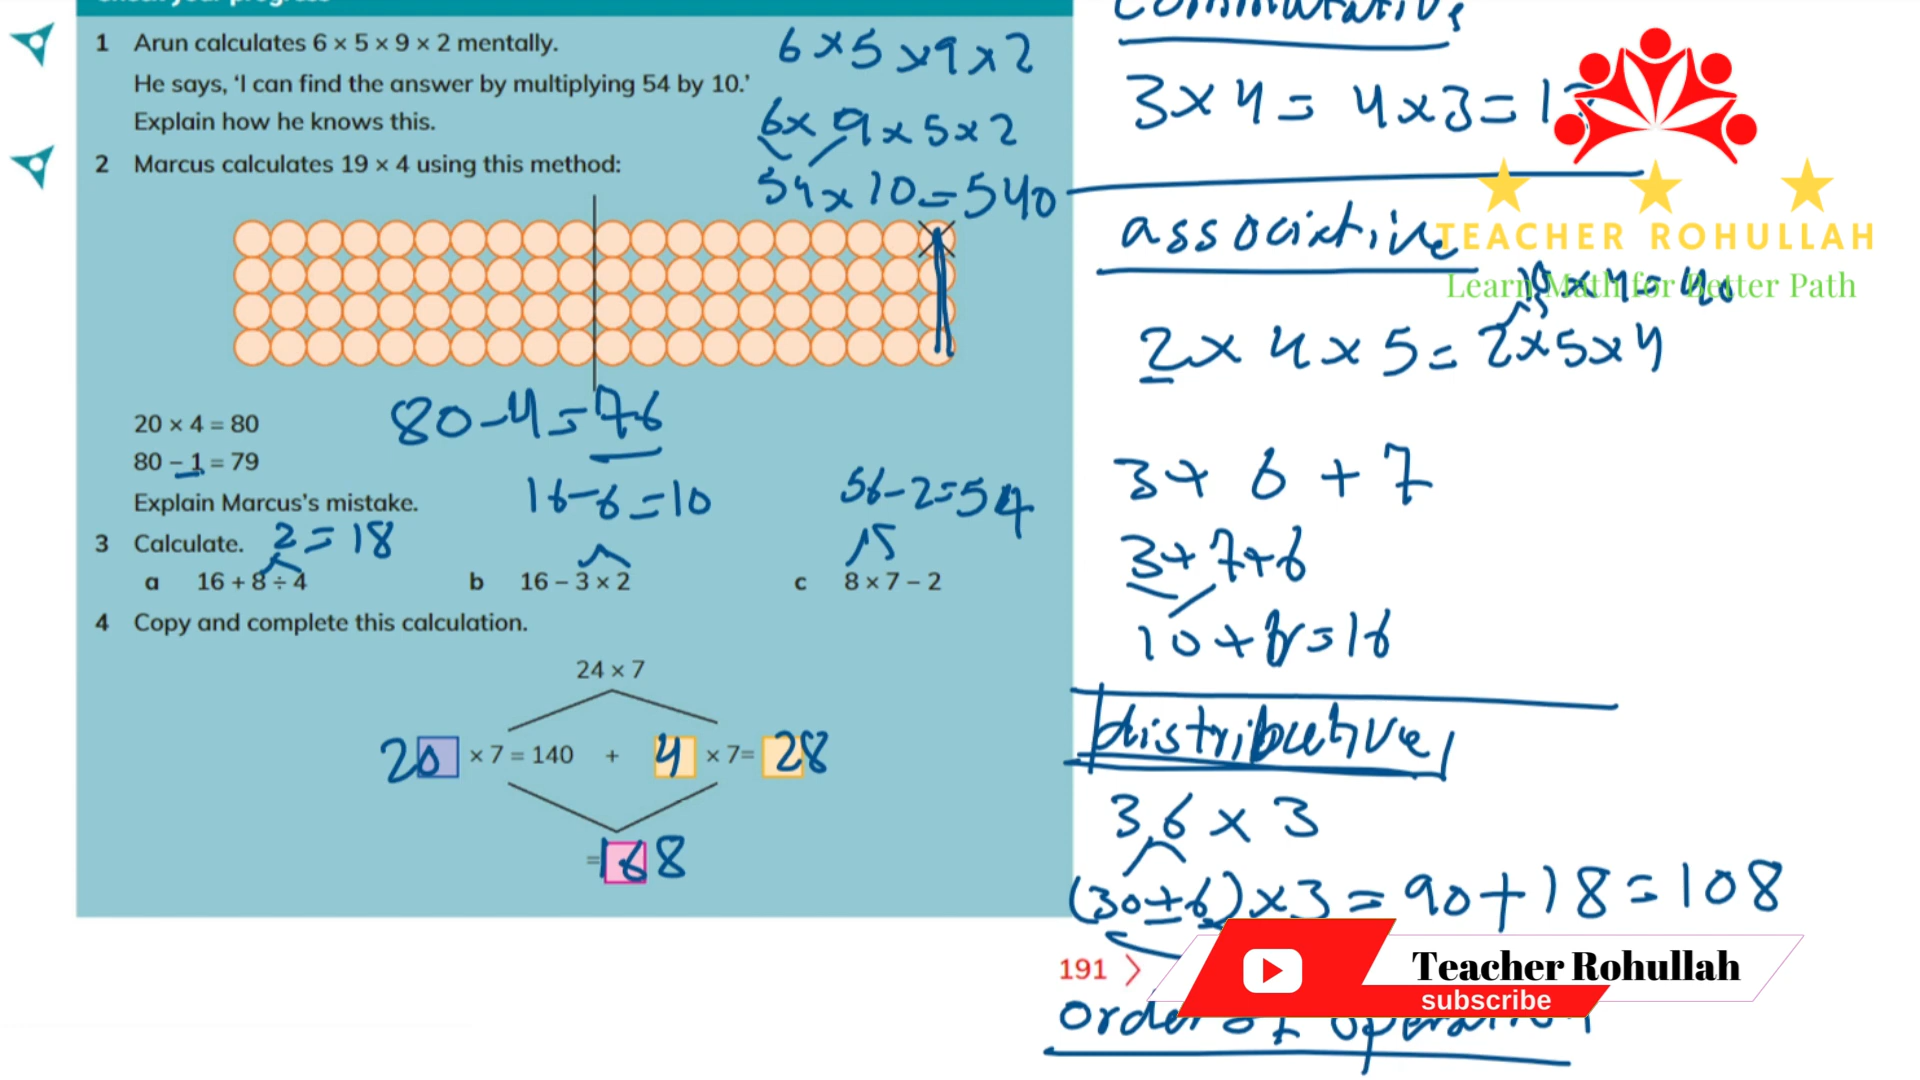 1 Arun calculates 6 × 5 × 9 × 2 mentally.
He says, ‘I can find the answer by multiplying 54 by 10.’
Explain how he knows this.
6 × 5 × 9 × 2
6 × 9 × 5 × 2
54 × 10 = 540
2 Marcus calculates 19 × 4 using this method:
20 × 4 = 80
80 – 1 = 79
80 – 4 = 76
Explain Marcus’s mistake.
3 Calculate.
2 = 18
16 – 6 = 10
56 – 2 = 54
a 16 + 8 ÷ 4 b 16 – 3 × 2 c 8 × 7 – 2
4 Copy and complete this calculation.
24 × 7
20 × 7 = 140 + 4 × 7 = 28
= 168
3 × 4 = 4 × 3 =
associative
10 × 4 = 40
2 × 4 × 5 = 2 × 5 × 4
3 + 6 + 7
3 + 7 + 6
10 + 6 = 16
distributive
36 × 3
(30 + 6) × 3 = 90 + 18 = 108
191
TEACHER ROHULLAH
Learn Math for Better Path
Teacher Rohullah
subscribe